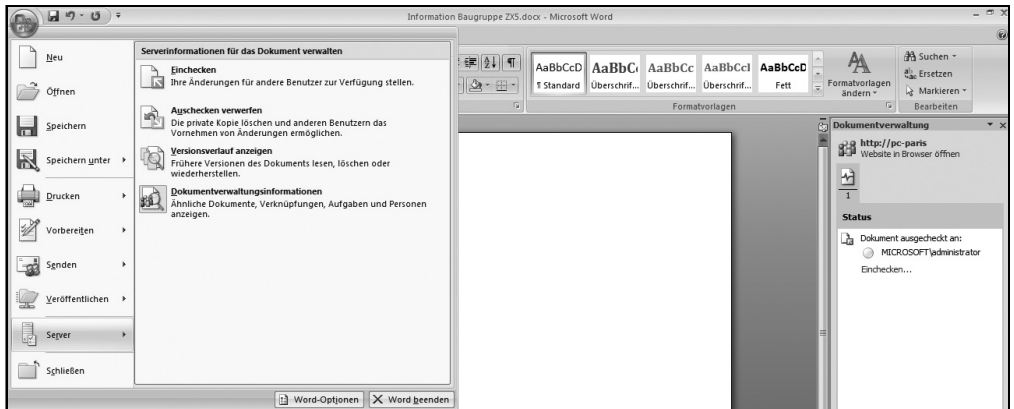 Information Baugruppe ZX5.docx - Microsoft Word
Neu
Öffnen
Speichern
Speichern unter
Drucken
Vorbereiten
Senden
Veröffentlichen
Server
Schließen
Serverinformationen für das Dokument verwalten
Einchecken
Ihre Änderungen für andere Benutzer zur Verfügung stellen.
Auschecken verwerfen
Die private Kopie löschen und anderen Benutzern das
Vornehmen von Änderungen ermöglichen.
Versionsverlauf anzeigen
Frühere Versionen des Dokuments lesen, löschen oder
wiederherstellen.
Dokumentverwaltungsinformationen
Ähnliche Dokumente, Verknüpfungen, Aufgaben und Personen
anzeigen.
Word-Optionen
Word beenden
AaBbCcD AaBbC AaBbCc AaBbCcI AaBbCcD
¶ Standard Überschrif... Überschrif... Überschrif... Fett
Formatvorlagen
Formatvorlagen
ändern
Suchen
Ersetzen
Markieren
Bearbeiten
Dokumentverwaltung
http://pc-paris
Website in Browser öffnen
1
Status
Dokument ausgecheckt an:
MICROSOFT\administrator
Einchecken...